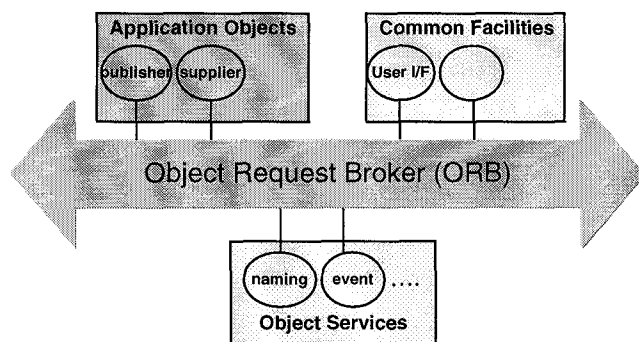 Application Objects
Common Facilities
publisher supplier
User I/F
Object Request Broker (ORB)
naming event ....
Object Services